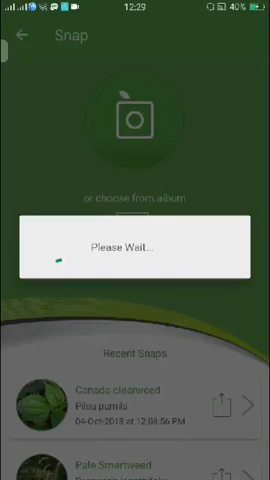 12:29
40%
Snap
or choose from album
Please Wait...
Recent Snaps
Canada clearweed
Pilea pumila
04-Oct-2018 at 12:08:56 PM
Pale Smartweed